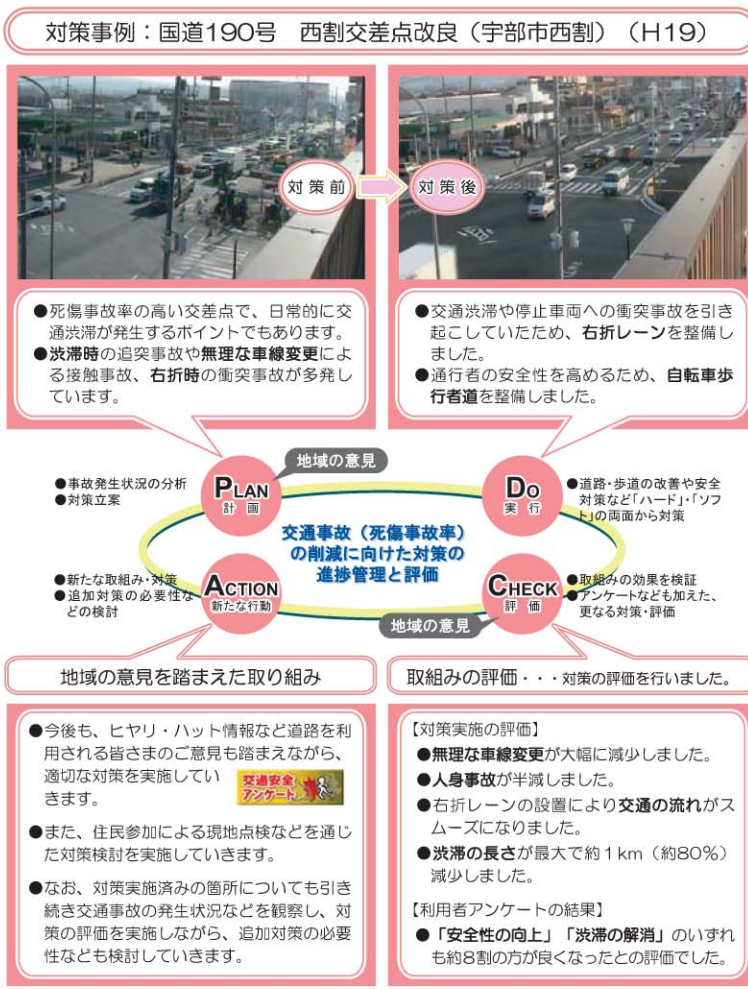 対策事例：国道190号　西割交差点改良（宇部市西割）（H19）
対策前
対策後
●死傷事故率の高い交差点で、日常的に交
通渋滞が発生するポイントでもあります。
●渋滞時の追突事故や無理な車線変更によ
る接触事故、右折時の衝突事故が多発し
ています。
●交通渋滞や停止車両への衝突事故を引き
起こしていたため、右折レーンを整備し
ました。
●通行者の安全性を高めるため、自転車歩
行者道を整備しました。
地域の意見
●事故発生状況の分析
●対策立案
PLAN
計画
DO
実行
●道路・歩道の改善や安全
対策など「ハード」・「ソフ
ト」の両面から対策
交通事故（死傷事故率）
の削減に向けた対策の
進捗管理と評価
●新たな取組み・対策
●追加対策の必要性な
どの検討
ACTION
新たな行動
CHECK
評価
●取組みの効果を検証
●アンケートなども加えた、
更なる対策・評価
地域の意見
地域の意見を踏まえた取り組み
●今後も、ヒヤリ・ハット情報など道路を利
用される皆さまのご意見も踏まえながら、
適切な対策を実施してい
きます。
交通安全
アンケート
●また、住民参加による現地点検などを通じ
た対策検討を実施していきます。
●なお、対策実施済みの箇所についても引き
続き交通事故の発生状況などを観察し、対
策の評価を実施しながら、追加対策の必要
性なども検討していきます。
取組みの評価・・・対策の評価を行いました。
【対策実施の評価】
●無理な車線変更が大幅に減少しました。
●人身事故が半減しました。
●右折レーンの設置により交通の流れがス
ムーズになりました。
●渋滞の長さが最大で約1km（約80%）
減少しました。
【利用者アンケートの結果】
●「安全性の向上」「渋滞の解消」のいずれ
も約8割の方が良くなったとの評価でした。